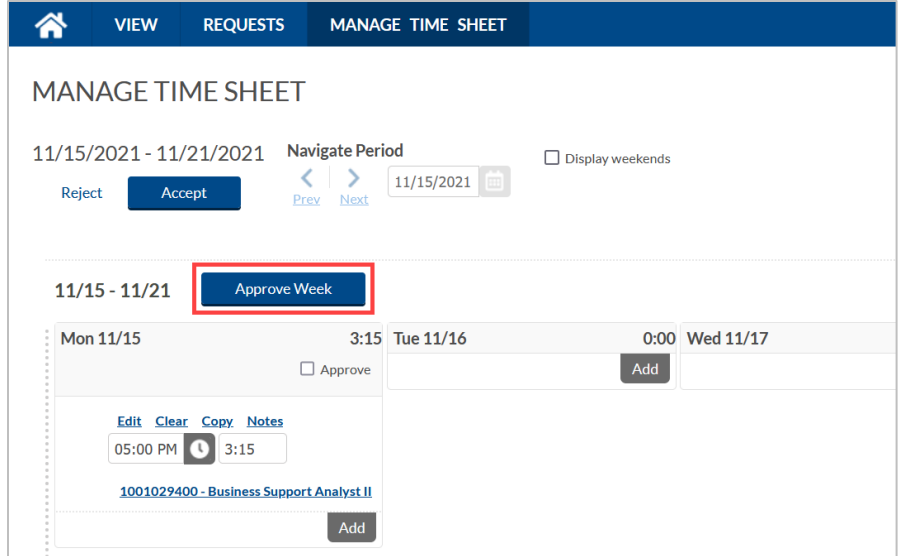 VIEW REQUESTS MANAGE TIME SHEET
MANAGE TIME SHEET
11/15/2021 - 11/21/2021 Navigate Period
Display weekends
Reject Accept Prev Next 11/15/2021
11/15 - 11/21 Approve Week
Mon 11/15 3:15 Tue 11/16 0:00 Wed 11/17
Approve Add
Edit Clear Copy Notes
05:00 PM 3:15
1001029400 - Business Support Analyst II
Add